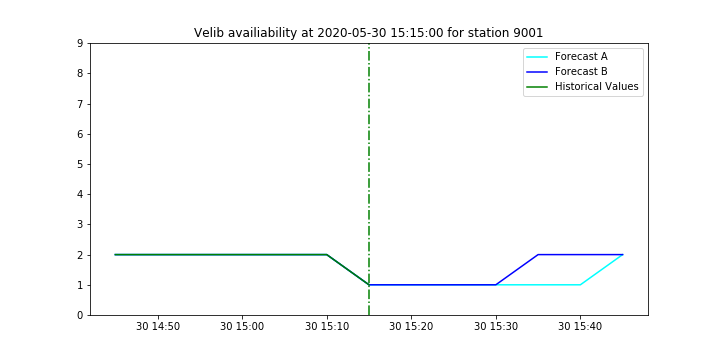 Velib availiability at 2020-05-30 15:15:00 for station 9001
9
8
7
6
5
4
3
2
1
0
Forecast A
Forecast B
Historical Values
30 14:50 30 15:00 30 15:10 30 15:20 30 15:30 30 15:40